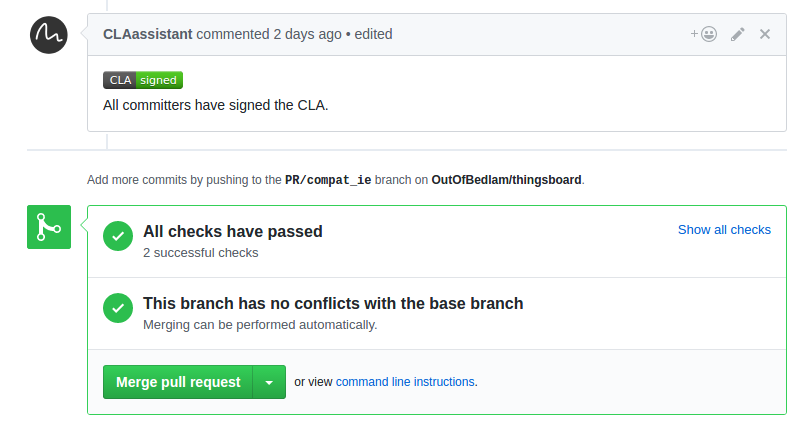 CLAassistant commented 2 days ago • edited
CLA signed
All committers have signed the CLA.
Add more commits by pushing to the PR/compat_ie branch on OutOfBedlam/thingsboard.
All checks have passed
Show all checks
2 successful checks
This branch has no conflicts with the base branch
Merging can be performed automatically.
Merge pull request
or view command line instructions.